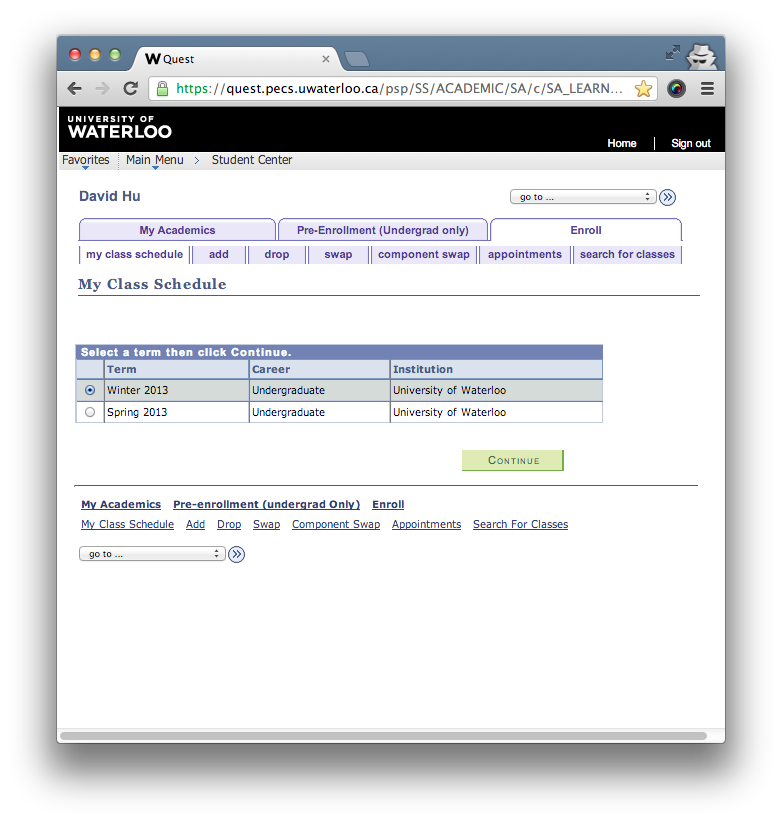 W Quest
https://quest.pecs.uwaterloo.ca/psp/SS/ACADEMIC/SA/c/SA_LEARN...
UNIVERSITY OF
WATERLOO
Home | Sign out
Favorites Main Menu > Student Center
David Hu go to ...
My Academics Pre-Enrollment (Undergrad only) Enroll
my class schedule add drop swap component swap appointments search for classes
My Class Schedule
Select a term then click Continue.
Term Career Institution
Winter 2013 Undergraduate University of Waterloo
Spring 2013 Undergraduate University of Waterloo
CONTINUE
My Academics Pre-enrollment (undergrad Only) Enroll
My Class Schedule Add Drop Swap Component Swap Appointments Search For Classes
go to ...